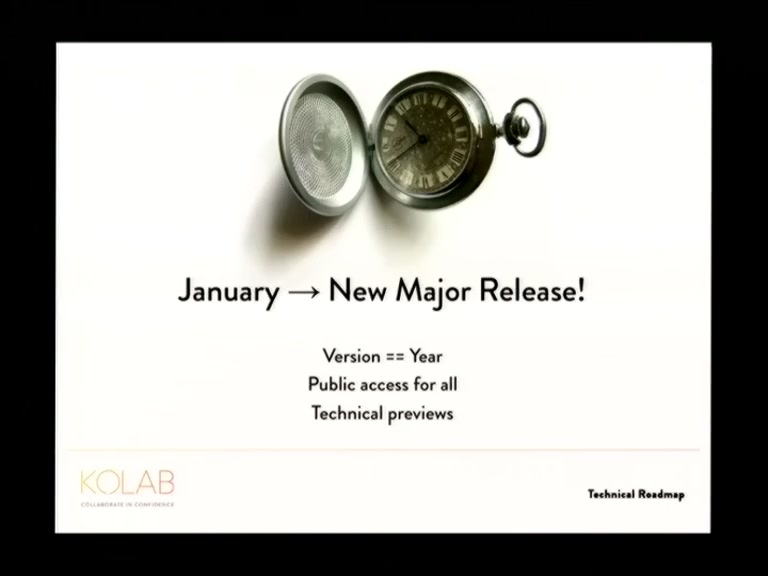 January → New Major Release!
Version == Year
Public access for all
Technical previews
KOLAB
COLLABORATE IN CONFIDENCE
Technical Roadmap